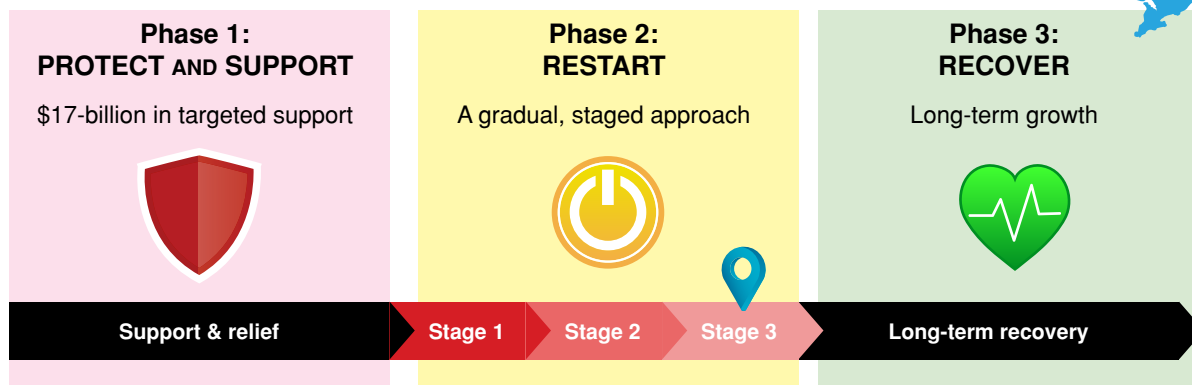 Phase 1:
PROTECT AND SUPPORT
$17-billion in targeted support
Phase 2:
RESTART
A gradual, staged approach
Phase 3:
RECOVER
Long-term growth
Support & relief
Stage 1
Stage 2
Stage 3
Long-term recovery